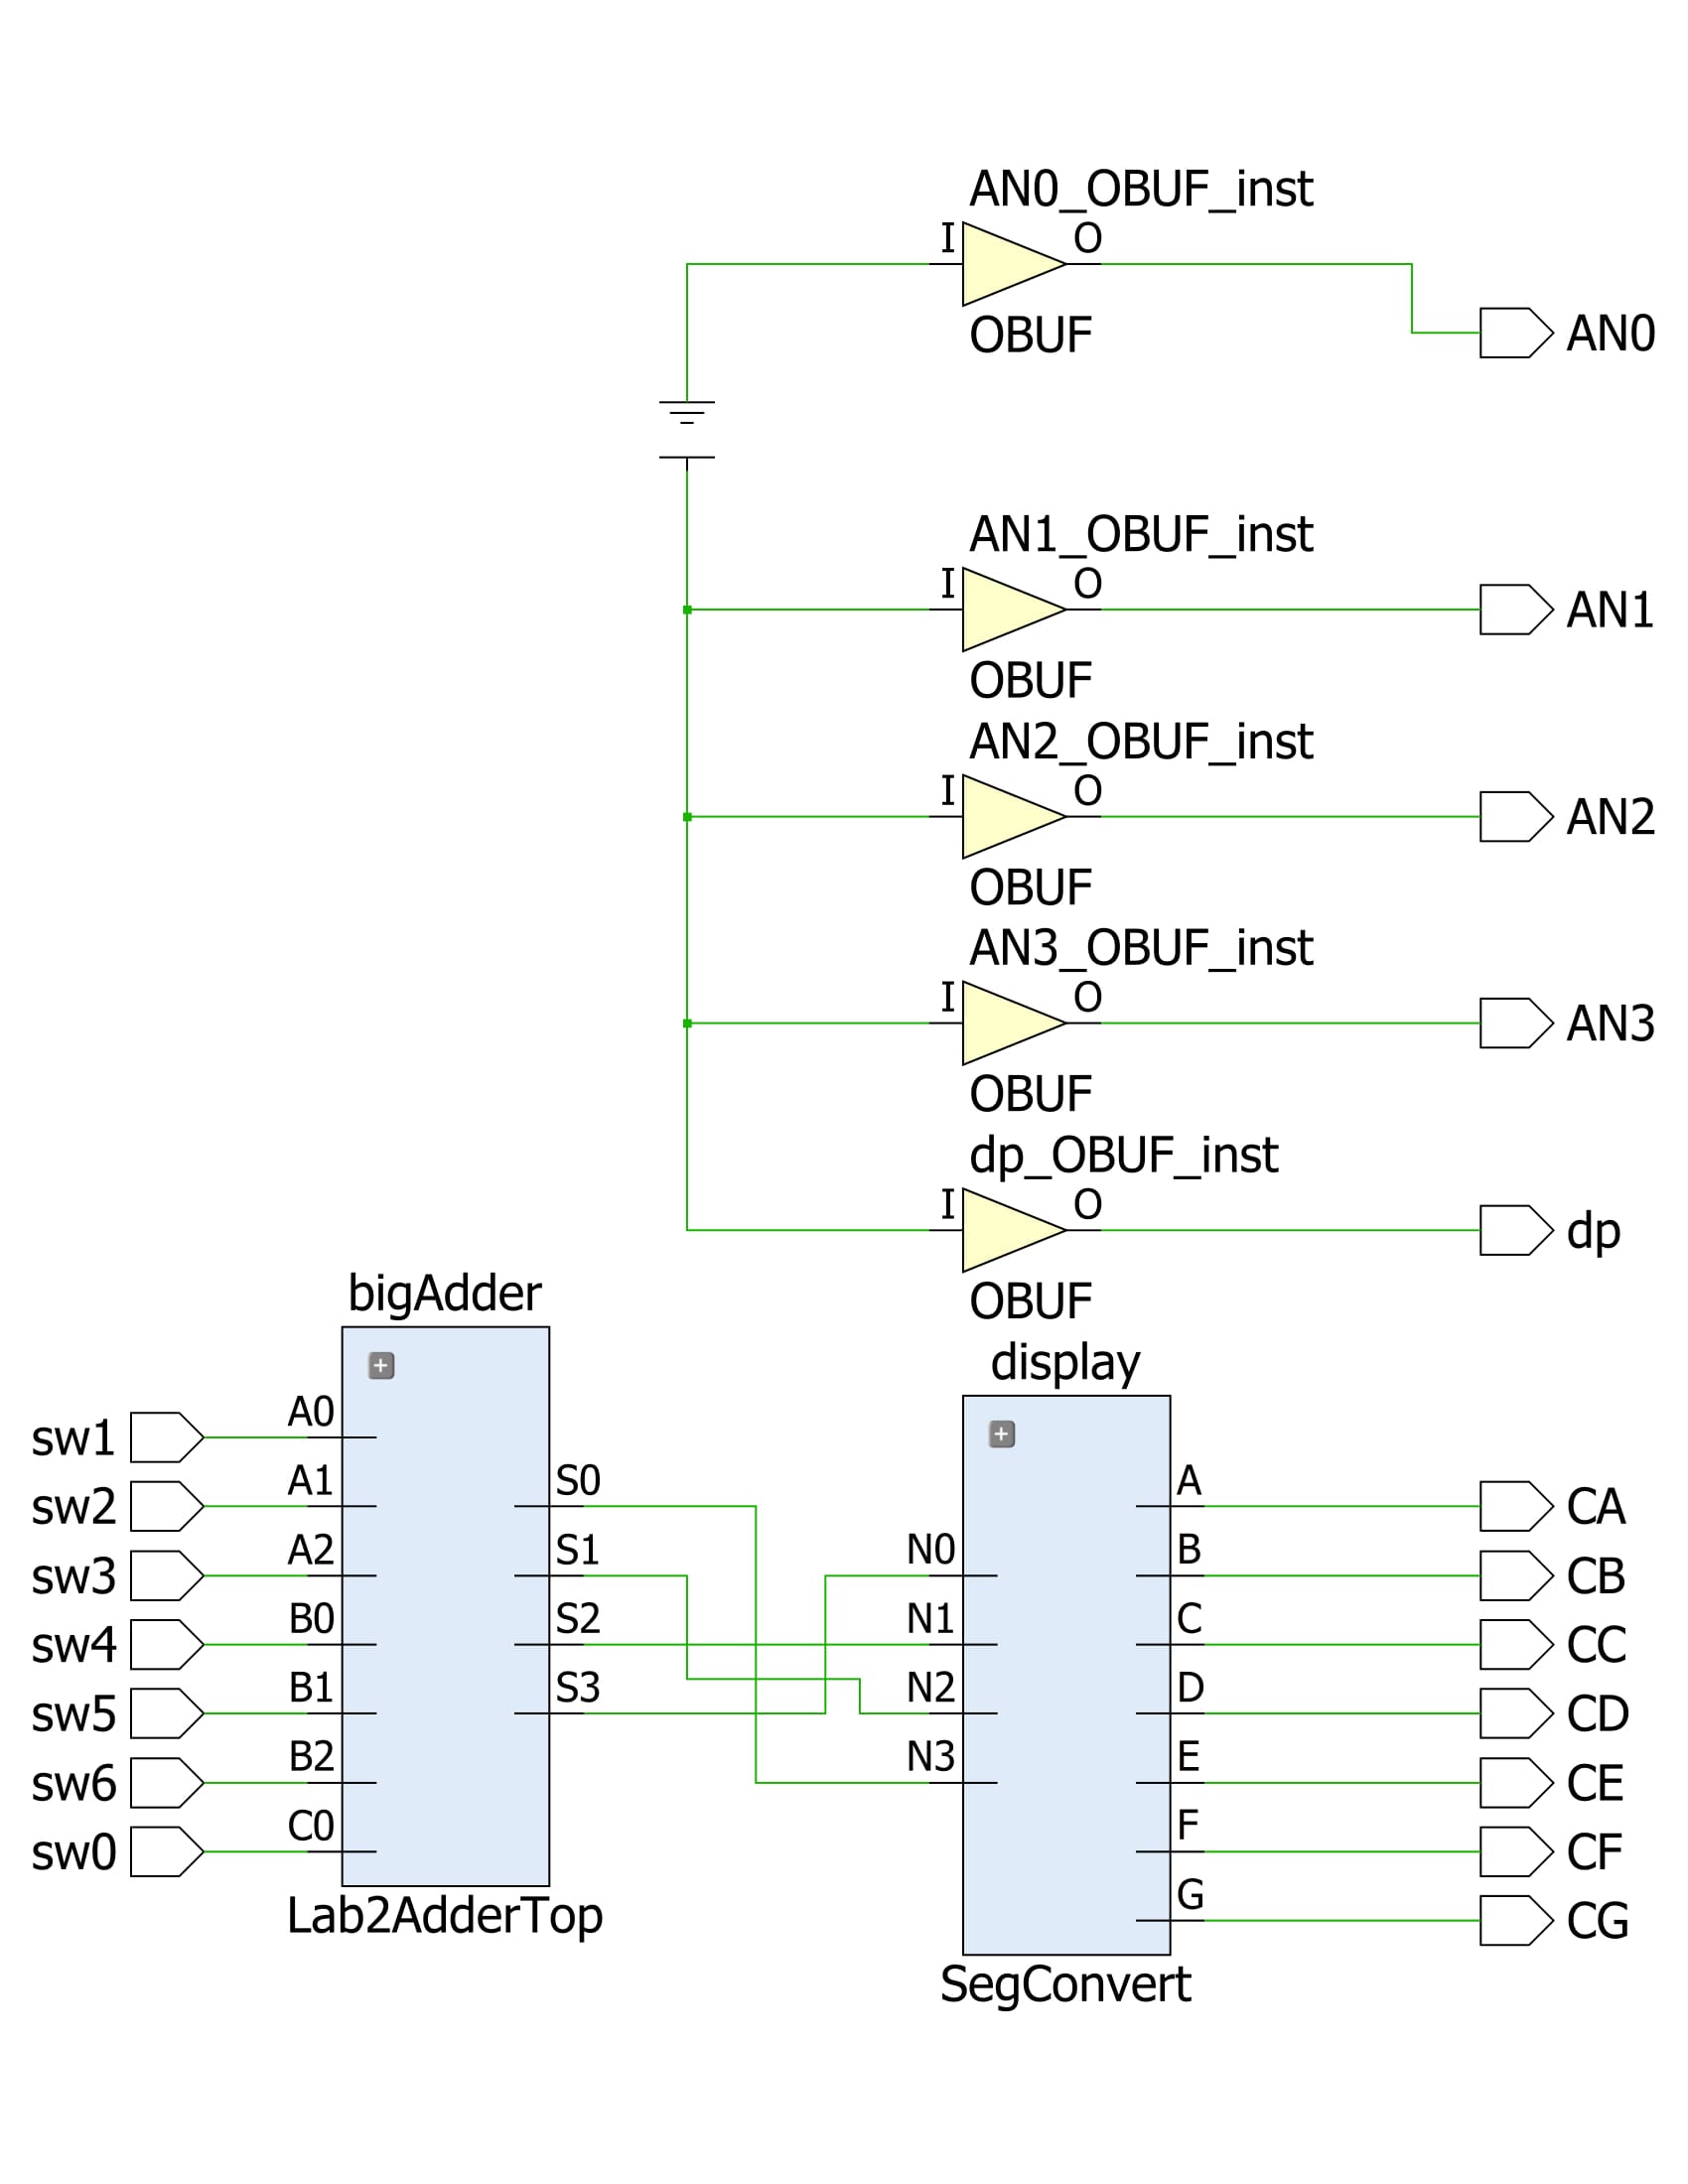 AN0_OBUF_inst
I O
OBUF
AN0
AN1_OBUF_inst
I O
AN1
OBUF
AN2_OBUF_inst
I O
AN2
OBUF
AN3_OBUF_inst
I O
AN3
OBUF
dp_OBUF_inst
I O
dp
OBUF
bigAdder
display
sw1 A0
sw2 A1 S0 A CA
sw3 A2 S1 N0 B CB
sw4 B0 S2 N1 C CC
sw5 B1 S3 N2 D CD
sw6 B2 N3 E CE
sw0 C0 F CF
G CG
Lab2AdderTop
SegConvert